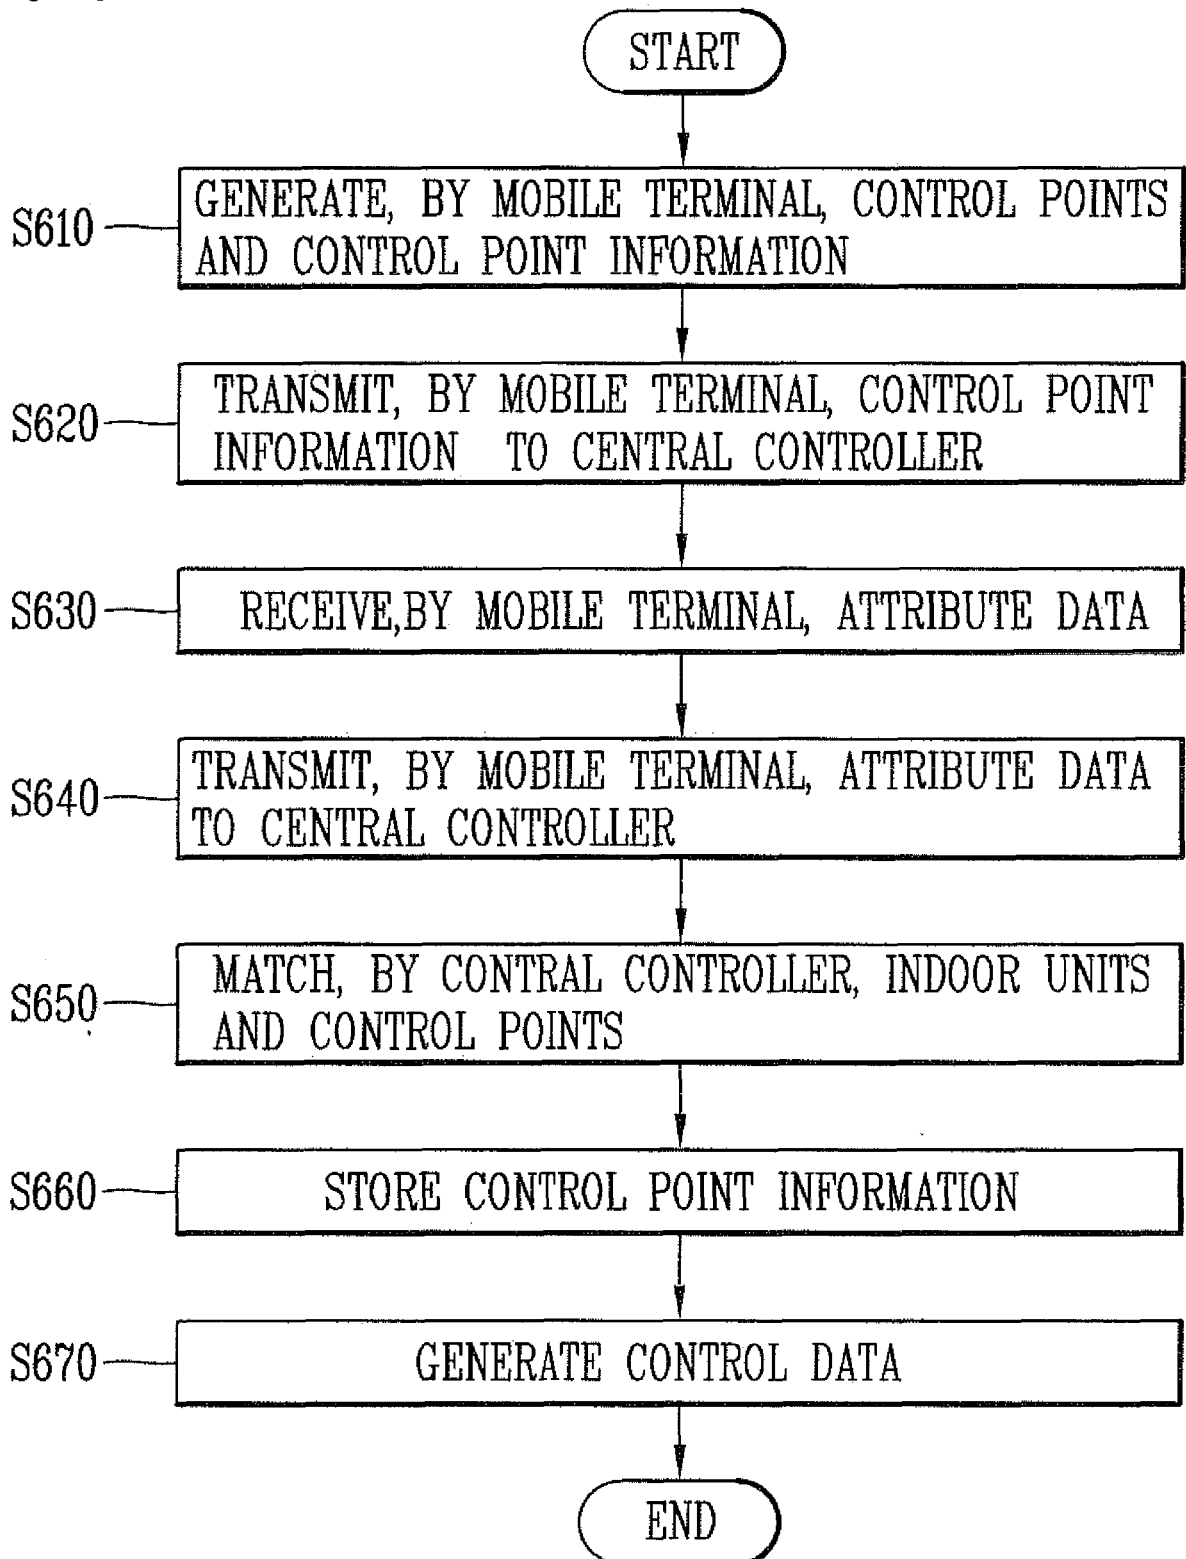 START
S610
GENERATE, BY MOBILE TERMINAL, CONTROL POINTS
AND CONTROL POINT INFORMATION
S620
TRANSMIT, BY MOBILE TERMINAL, CONTROL POINT
INFORMATION TO CENTRAL CONTROLLER
S630
RECEIVE,BY MOBILE TERMINAL, ATTRIBUTE DATA
S640
TRANSMIT, BY MOBILE TERMINAL, ATTRIBUTE DATA
TO CENTRAL CONTROLLER
S650
MATCH, BY CONTRAL CONTROLLER, INDOOR UNITS
AND CONTROL POINTS
S660
STORE CONTROL POINT INFORMATION
S670
GENERATE CONTROL DATA
END